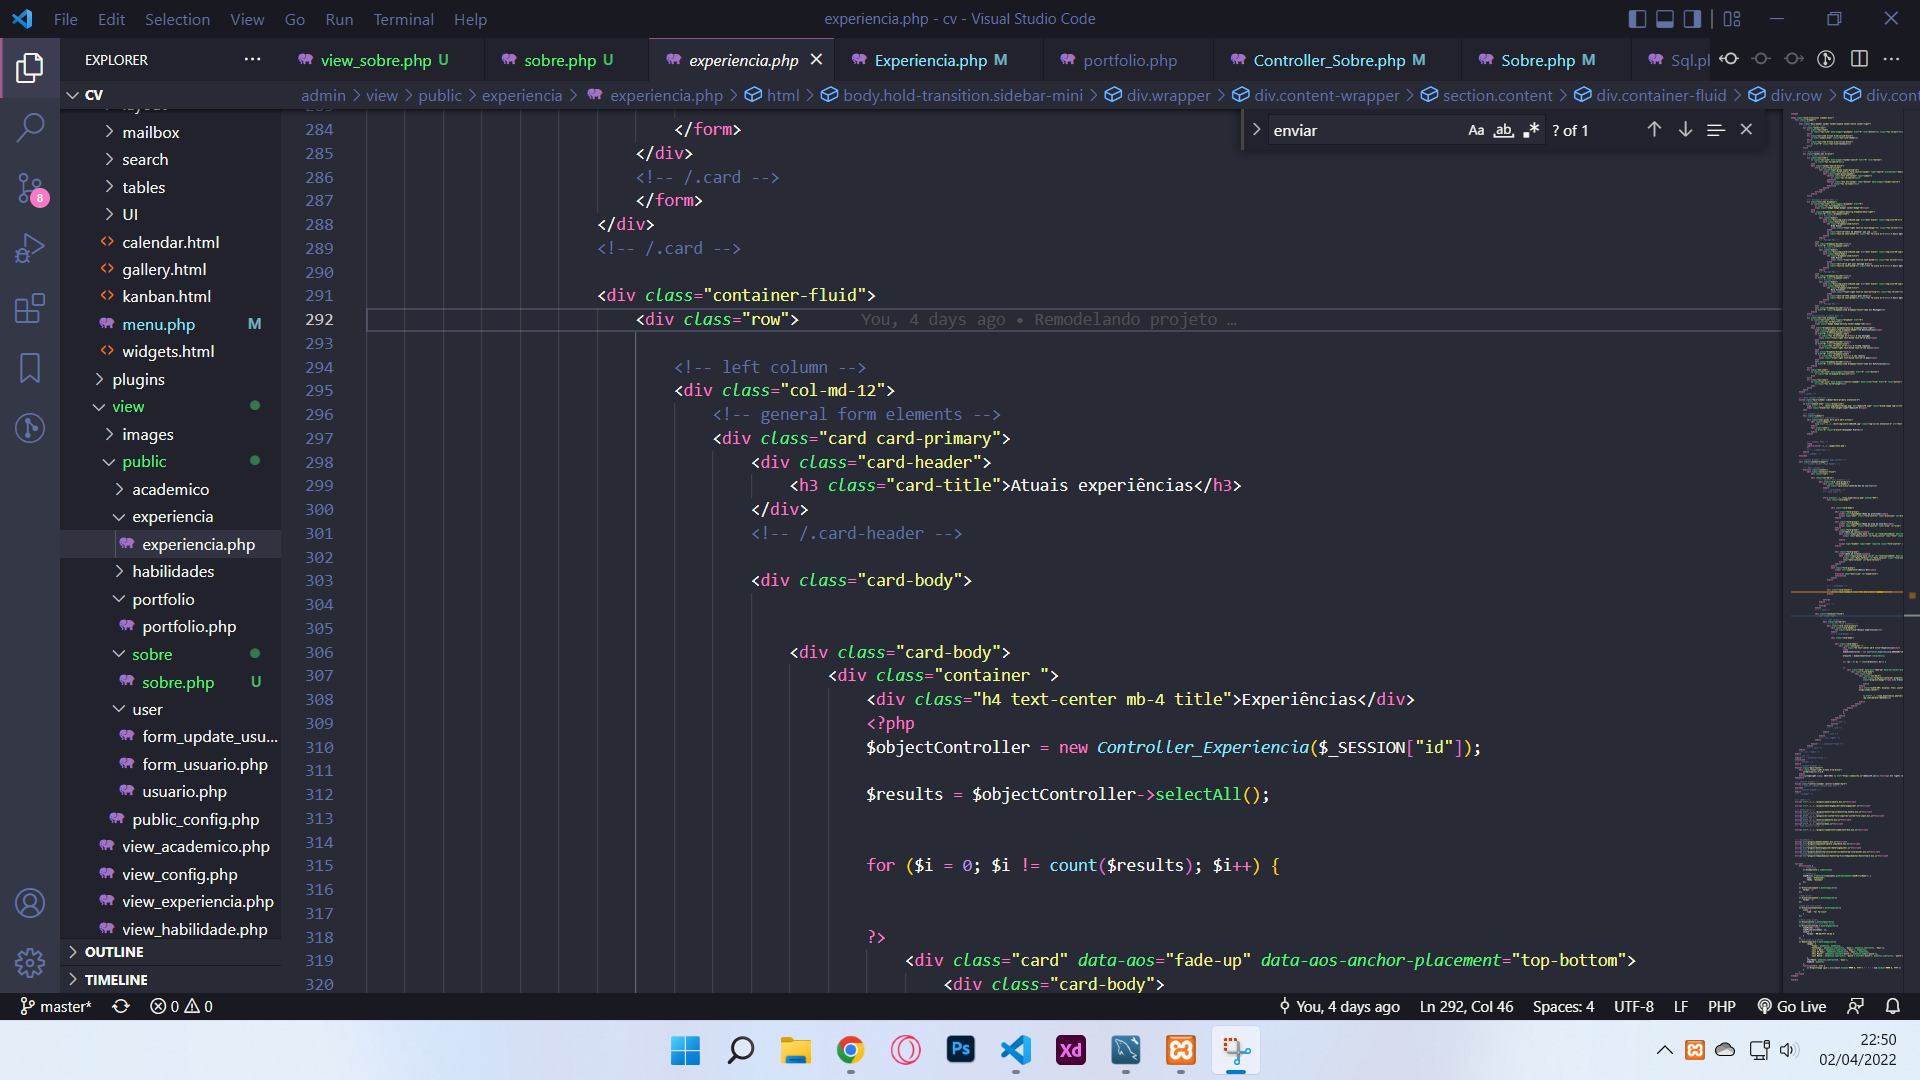 File Edit Selection View Go Run Terminal Help
experiencia.php - cv - Visual Studio Code
EXPLORER
view_sobre.php U
sobre.php U
experiencia.php
Experiencia.php M
portfolio.php
Controller_Sobre.php M
Sobre.php M
CV
admin > view > public > experiencia > experiencia.php > html > body.hold-transition.sidebar-mini > div.wrapper > div.content-wrapper > section.content > div.container-fluid > div.row > div.cont
enviar
Aa ab .*
? of 1
mailbox
search
tables
UI
calendar.html
gallery.html
kanban.html
menu.php M
widgets.html
plugins
view
images
public
academico
experiencia
experiencia.php
habilidades
portfolio
portfolio.php
sobre
sobre.php U
user
form_update_usu...
form_usuario.php
usuario.php
public_config.php
view_academico.php
view_config.php
view_experiencia.php
view_habilidade.php
OUTLINE
TIMELINE
8
284 </form>
285 </div>
286 <!-- /.card -->
287 </form>
288 </div>
289 <!-- /.card -->
290
291 <div class="container-fluid">
292 <div class="row"> You, 4 days ago • Remodelando projeto …
293
294 <!-- left column -->
295 <div class="col-md-12">
296 <!-- general form elements -->
297 <div class="card card-primary">
298 <div class="card-header">
299 <h3 class="card-title">Atuais experiências</h3>
300 </div>
301 <!-- /.card-header -->
302
303 <div class="card-body">
304
305
306 <div class="card-body">
307 <div class="container ">
308 <div class="h4 text-center mb-4 title">Experiências</div>
309 <?php
310 $objectController = new Controller_Experiencia($_SESSION["id"]);
311
312 $results = $objectController->selectAll();
313
314
315 for ($i = 0; $i != count($results); $i++) {
316
317
318 ?>
319 <div class="card" data-aos="fade-up" data-aos-anchor-placement="top-bottom">
320 <div class="card-body">
master* 0 0
You, 4 days ago Ln 292, Col 46 Spaces: 4 UTF-8 LF PHP Go Live
Ps
Xd
22:50
02/04/2022